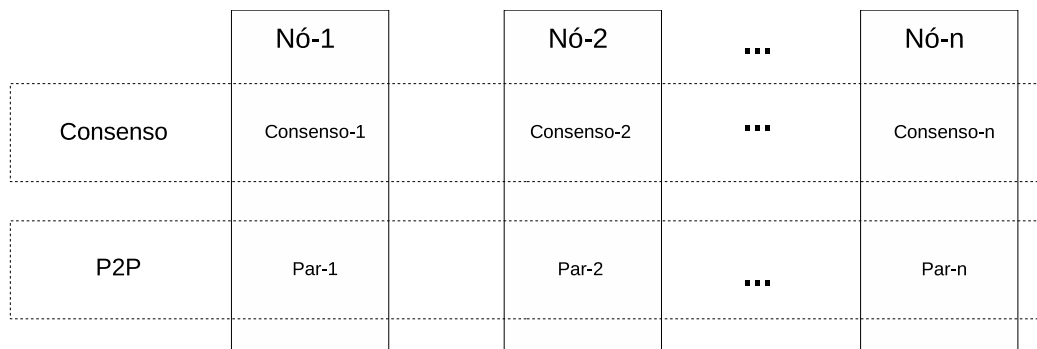 Nó-1 Nó-2 ... Nó-n
Consenso Consenso-1 Consenso-2 ... Consenso-n
P2P Par-1 Par-2 ... Par-n